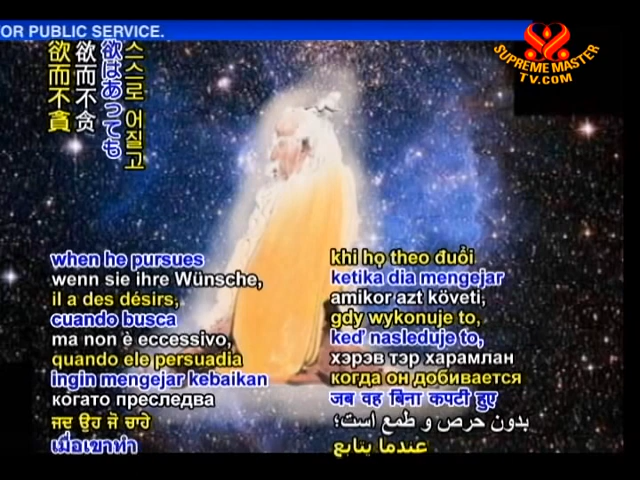 OR PUBLIC SERVICE.
SUPREME MASTER
TV.COM
스스로 어질고
欲はあっても
欲而不贪
欲而不貪
when he pursues
wenn sie ihre Wünsche,
il a des désirs,
cuando busca
ma non è eccessivo,
quando ele persuadia
ingin mengejar kebaikan
когато преследва
ਜਦ ਉਹ ਜੋ ਚਾਹੇ
เมื่อเขาทำ
khi họ theo đuổi
ketika dia mengejar
amikor azt követi,
gdy wykonuje to,
keď nasleduje to,
хэрэв тэр харамлан
когда он добивается
जब वह बिना कपटी हुए
بدون حرص و طمع است؛
عندما يتابع